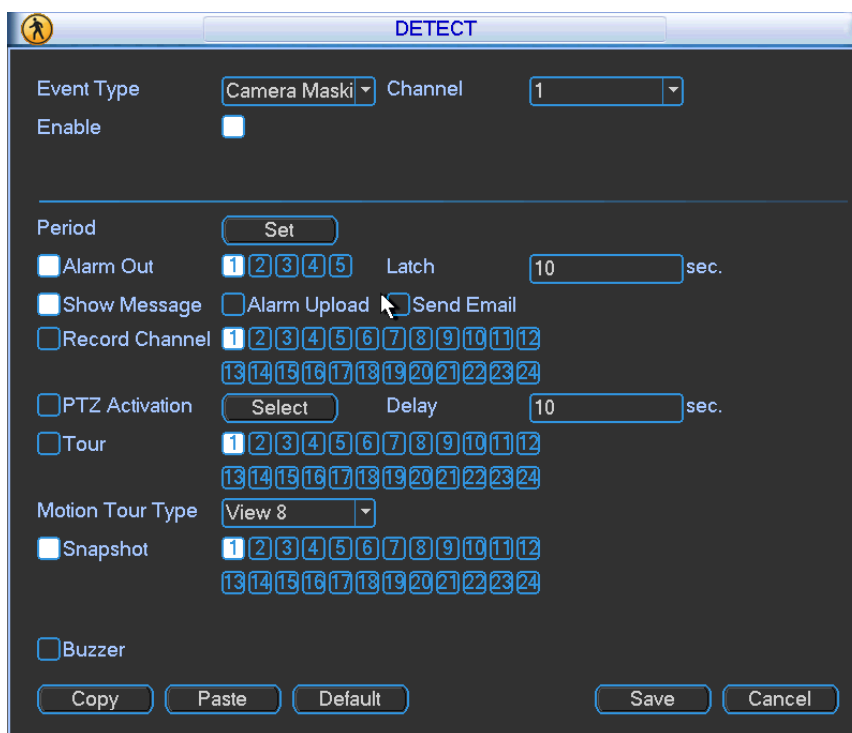 DETECT
Event Type Camera Maski Channel 1
Enable
Period Set
Alarm Out 1 2 3 4 5 Latch 10 sec.
Show Message Alarm Upload Send Email
Record Channel 1 2 3 4 5 6 7 8 9 10 11 12
13 14 15 16 17 18 19 20 21 22 23 24
PTZ Activation Select Delay 10 sec.
Tour 1 2 3 4 5 6 7 8 9 10 11 12
13 14 15 16 17 18 19 20 21 22 23 24
Motion Tour Type View 8
Snapshot 1 2 3 4 5 6 7 8 9 10 11 12
13 14 15 16 17 18 19 20 21 22 23 24
Buzzer
Copy Paste Default Save Cancel